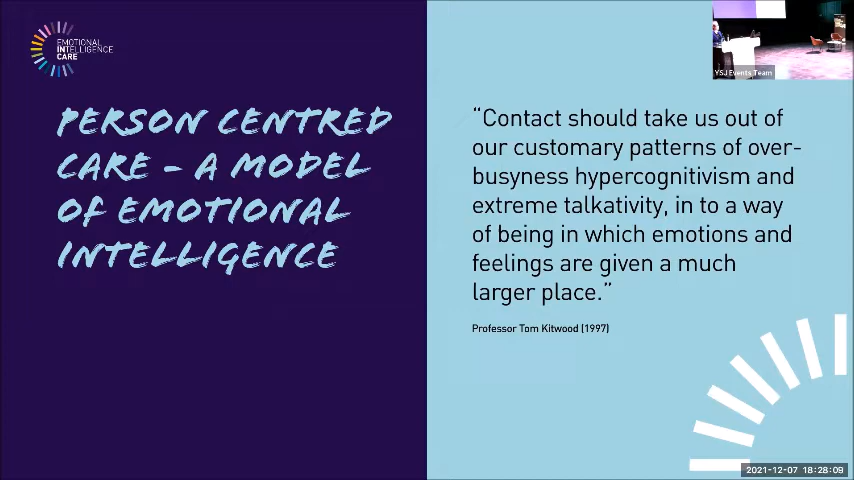 EMOTIONAL
INTELLIGENCE
CARE
PERSON CENTRED
CARE - A MODEL
OF EMOTIONAL
INTELLIGENCE
"Contact should take us out of
our customary patterns of over-
busyness hypercognitivism and
extreme talkativity, in to a way
of being in which emotions and
feelings are given a much
larger place."
Professor Tom Kitwood (1997)
YSJ Events Team
2021-12-07 18:28:09